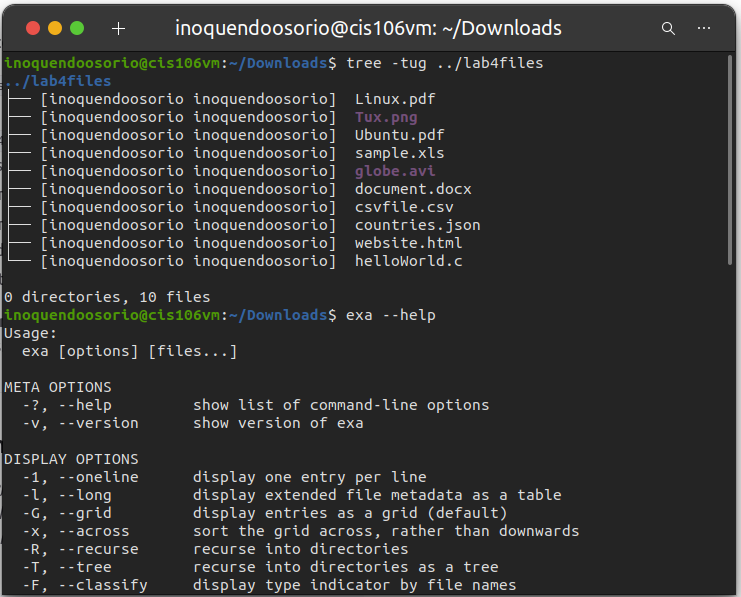 inoquendoosorio@cis106vm: ~/Downloads
inoquendoosorio@cis106vm:~/Downloads$ tree -tug ../lab4files
../lab4files
├── [inoquendoosorio inoquendoosorio]  Linux.pdf
├── [inoquendoosorio inoquendoosorio]  Tux.png
├── [inoquendoosorio inoquendoosorio]  Ubuntu.pdf
├── [inoquendoosorio inoquendoosorio]  sample.xls
├── [inoquendoosorio inoquendoosorio]  globe.avi
├── [inoquendoosorio inoquendoosorio]  document.docx
├── [inoquendoosorio inoquendoosorio]  csvfile.csv
├── [inoquendoosorio inoquendoosorio]  countries.json
├── [inoquendoosorio inoquendoosorio]  website.html
└── [inoquendoosorio inoquendoosorio]  helloWorld.c
0 directories, 10 files
inoquendoosorio@cis106vm:~/Downloads$ exa --help
Usage:
  exa [options] [files...]
META OPTIONS
  -?, --help         show list of command-line options
  -v, --version      show version of exa
DISPLAY OPTIONS
  -1, --oneline      display one entry per line
  -l, --long         display extended file metadata as a table
  -G, --grid         display entries as a grid (default)
  -x, --across       sort the grid across, rather than downwards
  -R, --recurse      recurse into directories
  -T, --tree         recurse into directories as a tree
  -F, --classify     display type indicator by file names